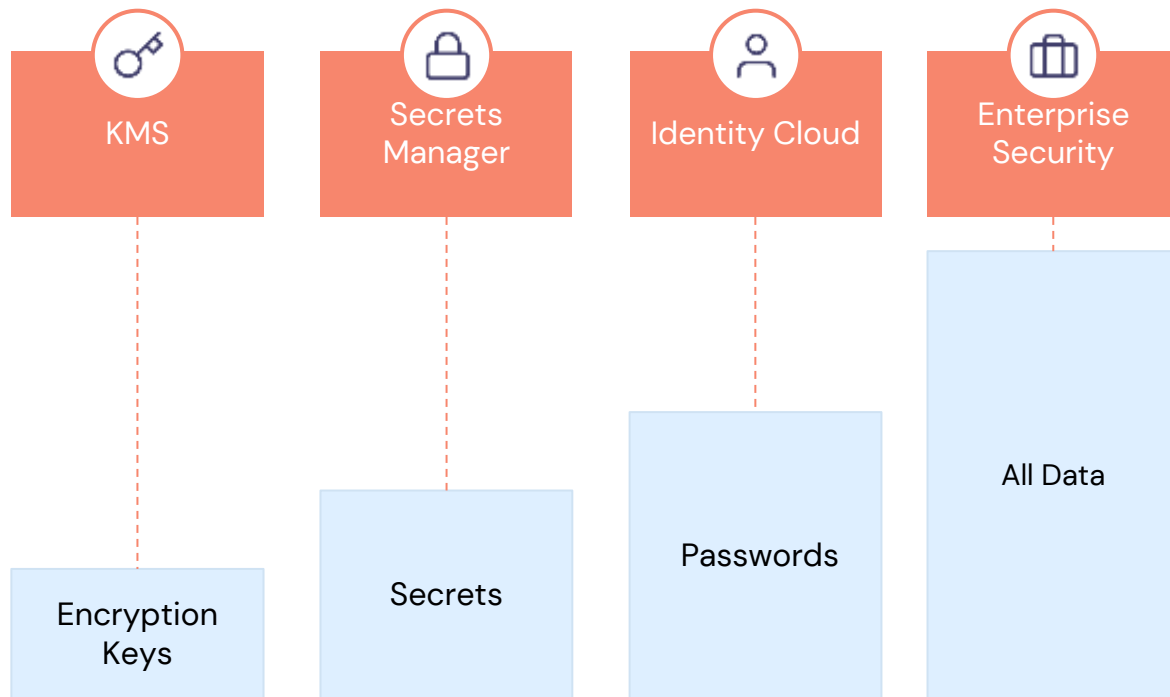 KMS
Secrets
Manager
Identity Cloud
Enterprise
Security
Encryption
Keys
Secrets
Passwords
All Data